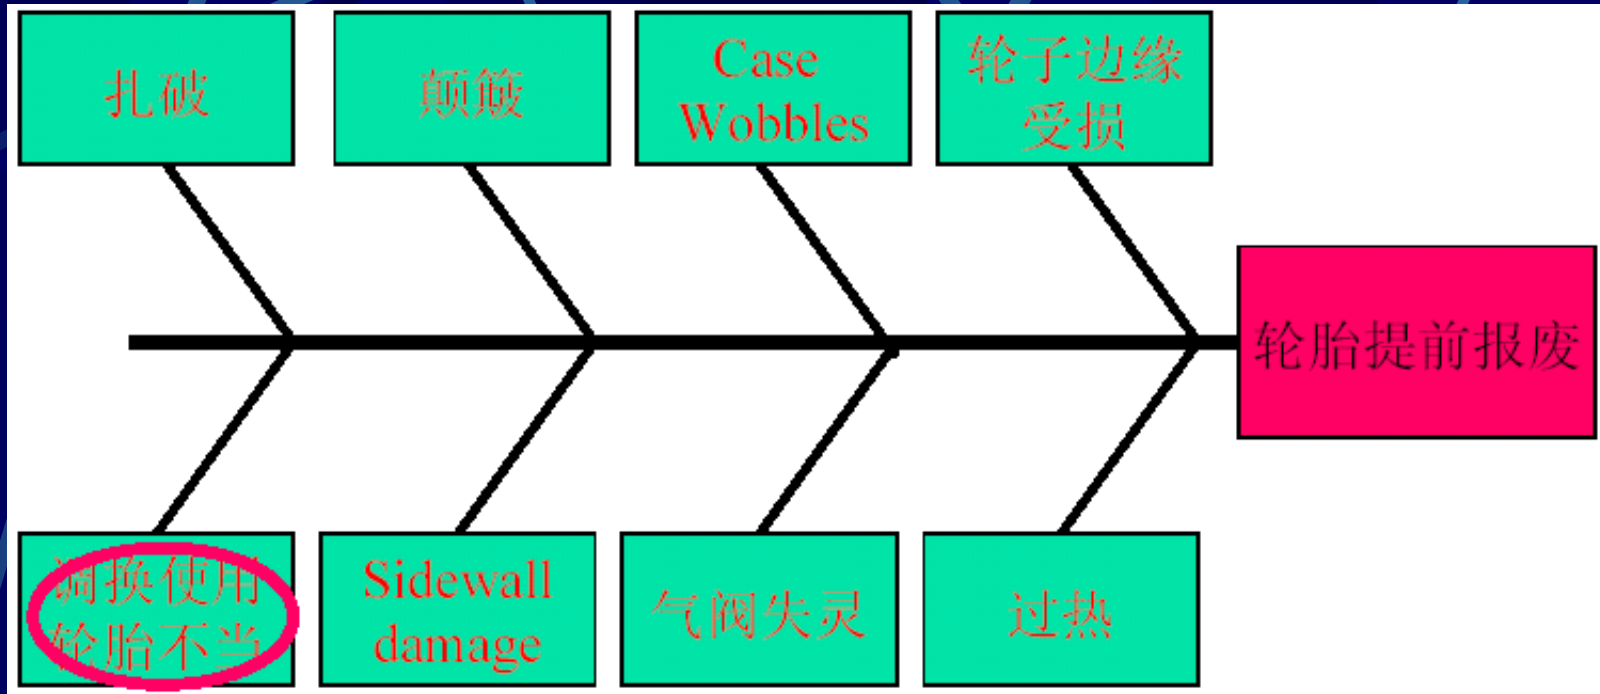 扎破
颠簸
Case
Wobbles
轮子边缘
受损
轮胎提前报废
调换使用
轮胎不当
Sidewall
damage
气阀失灵
过热